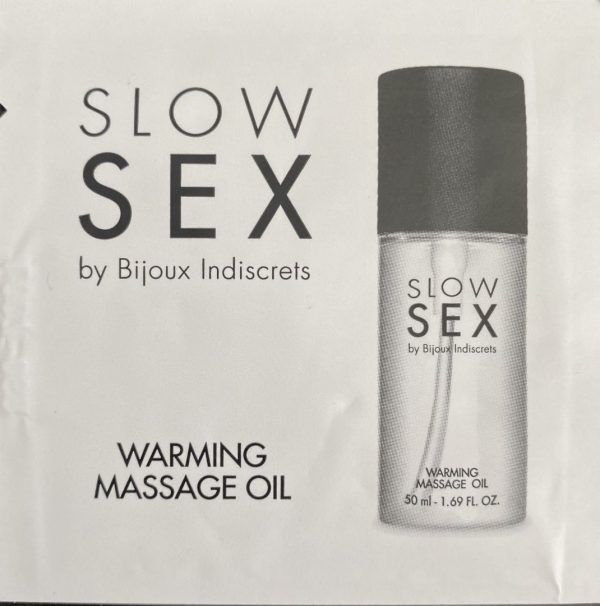 SLOW
SEX
by Bijoux Indiscrets
WARMING
MASSAGE OIL
SLOW
SEX
by Bijoux Indiscrets
WARMING
MASSAGE OIL
50 ml - 1.69 FL. OZ.